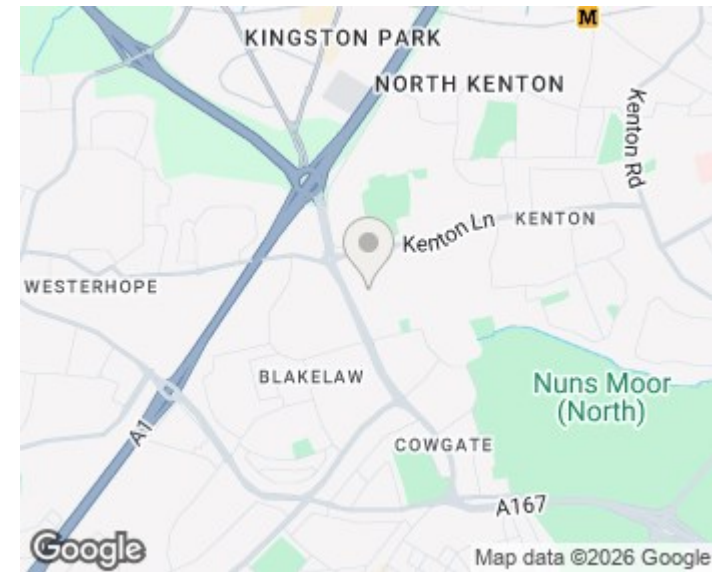 M
KINGSTON PARK
NORTH KENTON
Kenton Rd
Kenton Ln
KENTON
WESTERHOPE
BLAKELAW
Nuns Moor
(North)
A1
COWGATE
A167
Google
Map data ©2026 Google